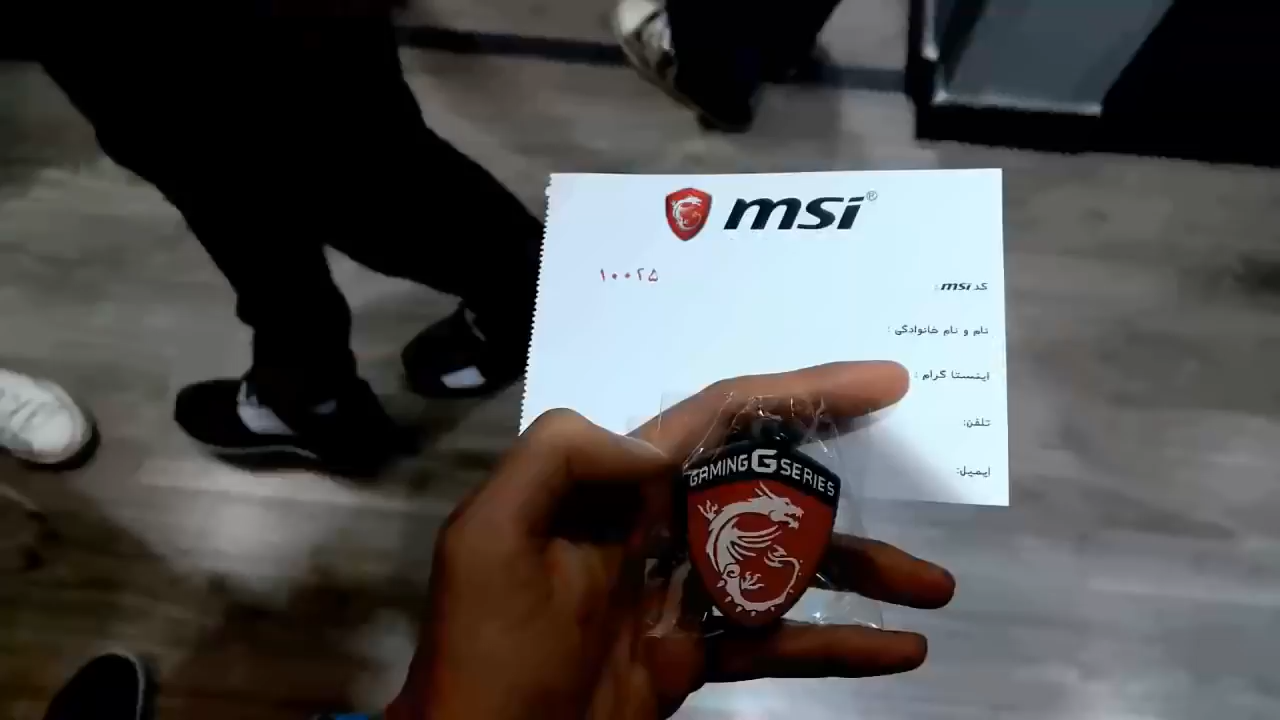 msi®
۱۰۰۲۵
کد msi:
نام و نام خانوادگی :
اینستا گرام :
تلفن:
ایمیل:
GAMING G SERIES